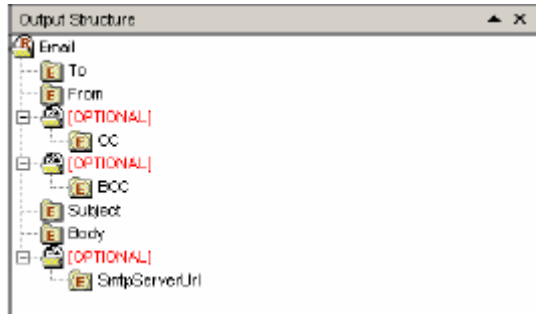 Output Structure
Email
E To
E From
[OPTIONAL]
E CC
[OPTIONAL]
E BCC
E Subject
E Body
[OPTIONAL]
E SmtpServerUrl